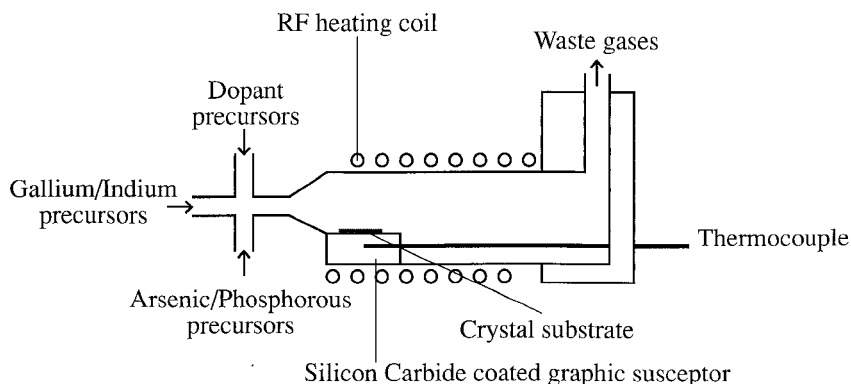 RF heating coil
Waste gases
Dopant
precursors
Gallium/Indium
precursors
Thermocouple
Arsenic/Phosphorous
precursors
Crystal substrate
Silicon Carbide coated graphic susceptor